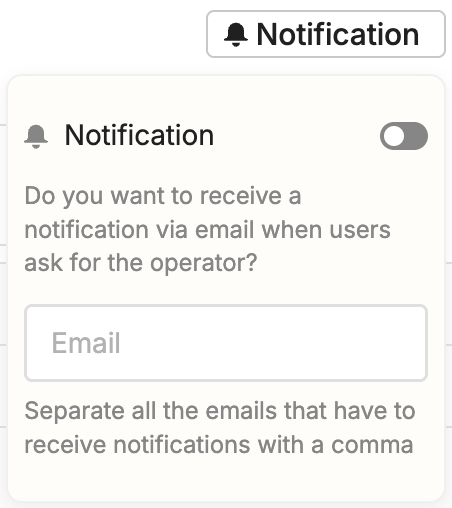 Notification
Notification
Do you want to receive a
notification via email when users
ask for the operator?
Email
Separate all the emails that have to
receive notifications with a comma